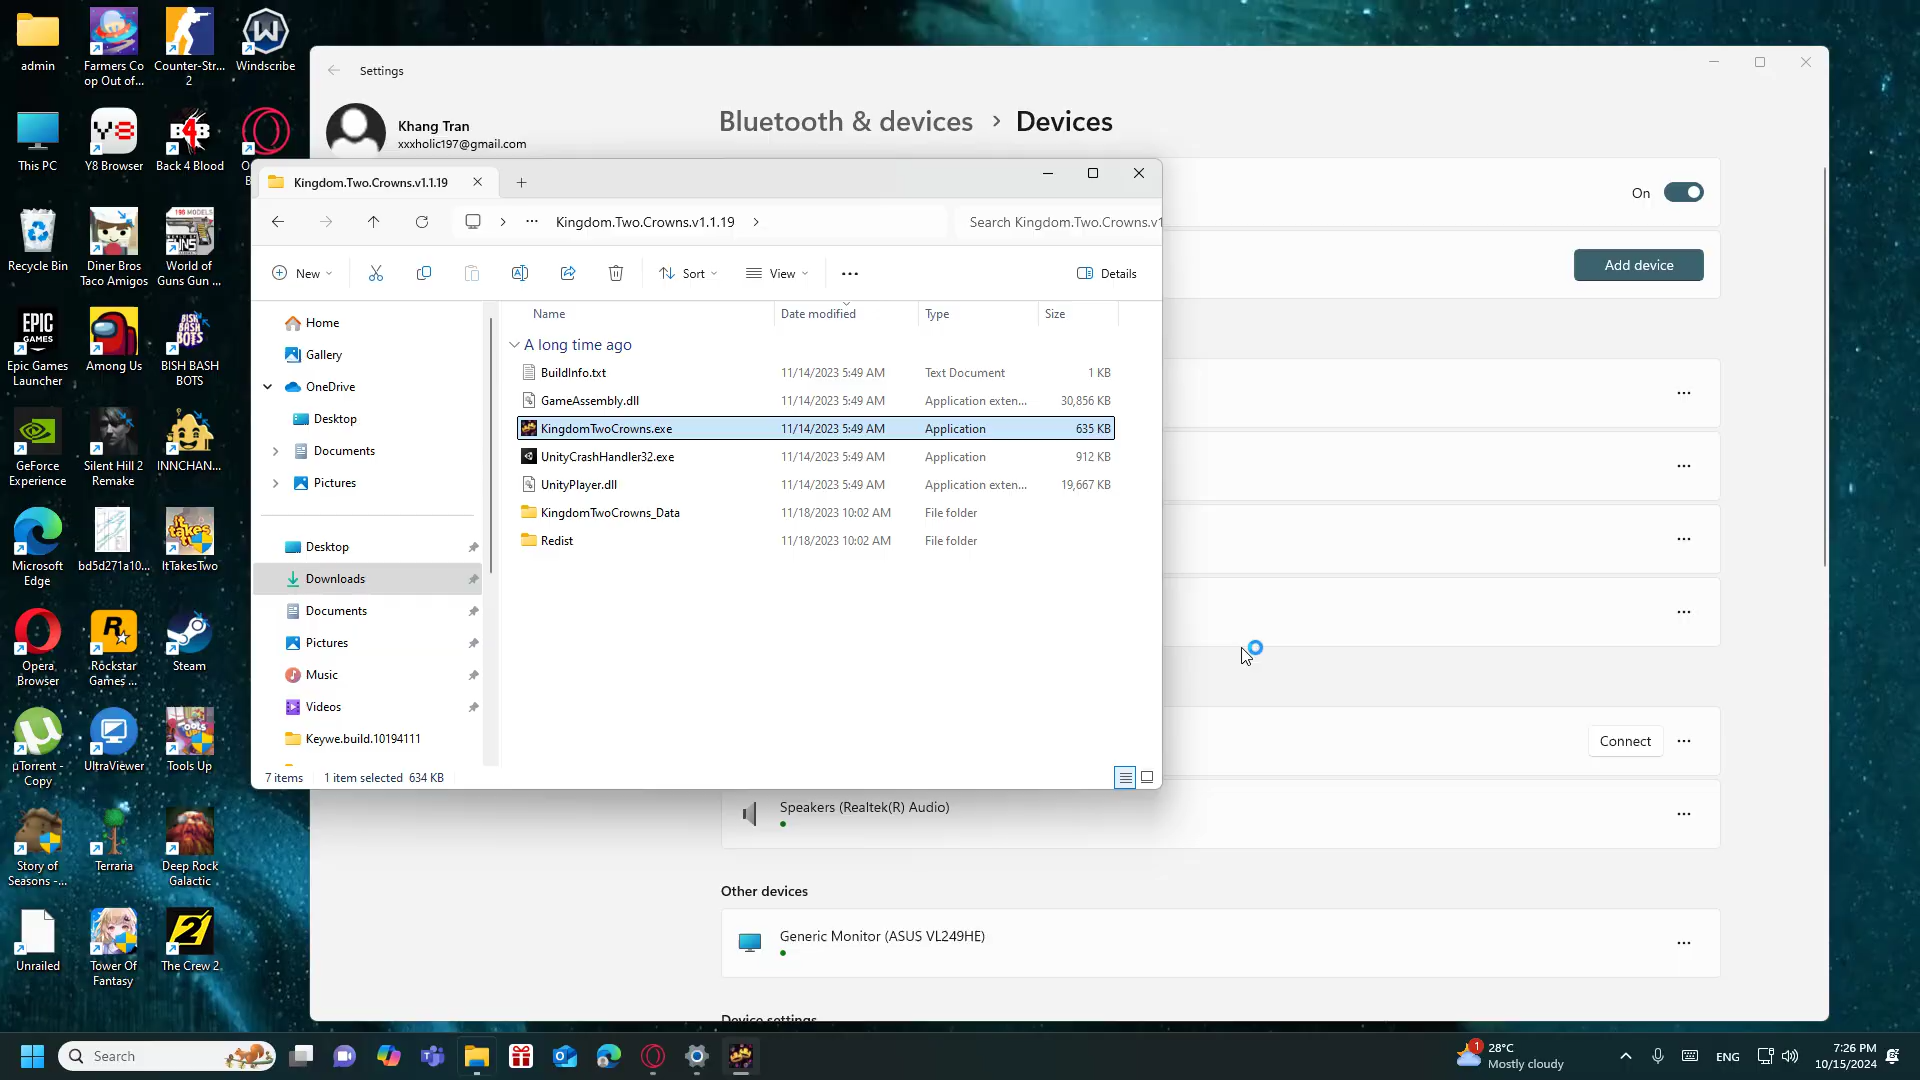 admin
Farmers Co
op Out of...
Counter-Str...
2
Windscribe
This PC
Y8 Browser
Back 4 Blood
Recycle Bin
Diner Bros
Taco Amigos
World of
Guns Gun ...
EPIC
GAMES
Epic Games
Launcher
Among Us
BISH BASH
BOTS
GeForce
Experience
Silent Hill 2
Remake
INNCHAN...
Microsoft
Edge
bd5d271a10...
ItTakesTwo
Opera
Browser
Rockstar
Games ...
Steam
µTorrent -
Copy
UltraViewer
Tools Up
Story of
Seasons -...
Terraria
Deep Rock
Galactic
Unrailed
Tower Of
Fantasy
The Crew 2
Settings
Khang Tran
xxxholic197@gmail.com
Bluetooth & devices > Devices
On
Add device
Connect
Speakers (Realtek(R) Audio)
Other devices
Generic Monitor (ASUS VL249HE)
Device settings
Kingdom.Two.Crowns.v1.1.19
Kingdom.Two.Crowns.v1.1.19
Search Kingdom.Two.Crowns.v1
New
Sort
View
Details
Home
Gallery
OneDrive
Desktop
Documents
Pictures
Desktop
Downloads
Documents
Pictures
Music
Videos
Keywe.build.10194111
Name Date modified Type Size
A long time ago
BuildInfo.txt 11/14/2023 5:49 AM Text Document 1 KB
GameAssembly.dll 11/14/2023 5:49 AM Application exten... 30,856 KB
KingdomTwoCrowns.exe 11/14/2023 5:49 AM Application 635 KB
UnityCrashHandler32.exe 11/14/2023 5:49 AM Application 912 KB
UnityPlayer.dll 11/14/2023 5:49 AM Application exten... 19,667 KB
KingdomTwoCrowns_Data 11/18/2023 10:02 AM File folder
Redist 11/18/2023 10:02 AM File folder
7 items 1 item selected 634 KB
Search
1
28°C
Mostly cloudy
ENG
7:26 PM
10/15/2024